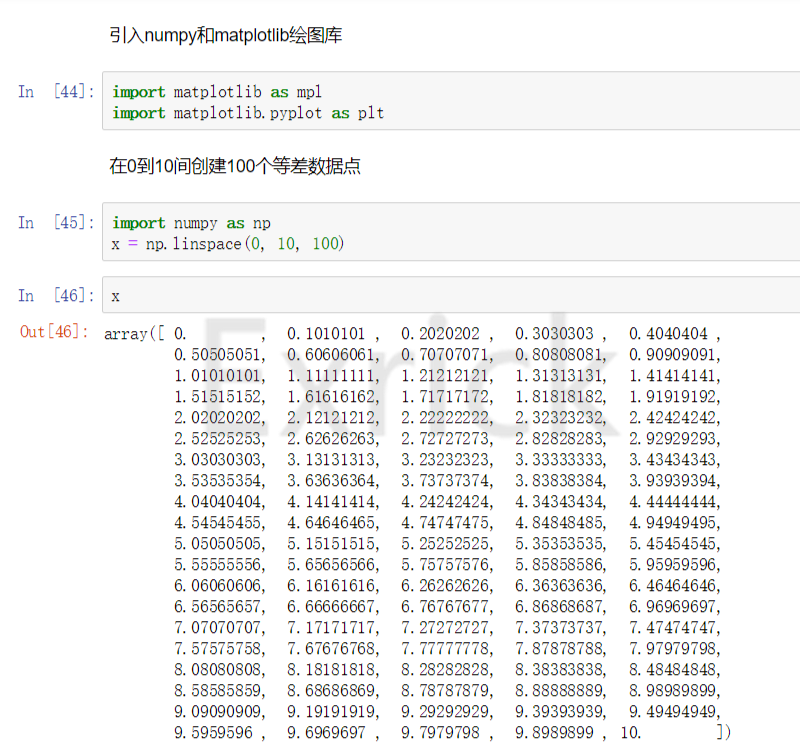 引入numpy和matplotlib绘图库
In [44]: import matplotlib as mpl
import matplotlib.pyplot as plt
在0到10间创建100个等差数据点
In [45]: import numpy as np
x = np.linspace(0, 10, 100)
In [46]: x
Out[46]: array([ 0.        , 0.1010101 , 0.2020202 , 0.3030303 , 0.4040404 ,
0.50505051, 0.60606061, 0.70707071, 0.80808081, 0.90909091,
1.01010101, 1.11111111, 1.21212121, 1.31313131, 1.41414141,
1.51515152, 1.61616162, 1.71717172, 1.81818182, 1.91919192,
2.02020202, 2.12121212, 2.22222222, 2.32323232, 2.42424242,
2.52525253, 2.62626263, 2.72727273, 2.82828283, 2.92929293,
3.03030303, 3.13131313, 3.23232323, 3.33333333, 3.43434343,
3.53535354, 3.63636364, 3.73737374, 3.83838384, 3.93939394,
4.04040404, 4.14141414, 4.24242424, 4.34343434, 4.44444444,
4.54545455, 4.64646465, 4.74747475, 4.84848485, 4.94949495,
5.05050505, 5.15151515, 5.25252525, 5.35353535, 5.45454545,
5.55555556, 5.65656566, 5.75757576, 5.85858586, 5.95959596,
6.06060606, 6.16161616, 6.26262626, 6.36363636, 6.46464646,
6.56565657, 6.66666667, 6.76767677, 6.86868687, 6.96969697,
7.07070707, 7.17171717, 7.27272727, 7.37373737, 7.47474747,
7.57575758, 7.67676768, 7.77777778, 7.87878788, 7.97979798,
8.08080808, 8.18181818, 8.28282828, 8.38383838, 8.48484848,
8.58585859, 8.68686869, 8.78787879, 8.88888889, 8.98989899,
9.09090909, 9.19191919, 9.29292929, 9.39393939, 9.49494949,
9.5959596 , 9.6969697 , 9.7979798 , 9.8989899 , 10.        ])
Exrick